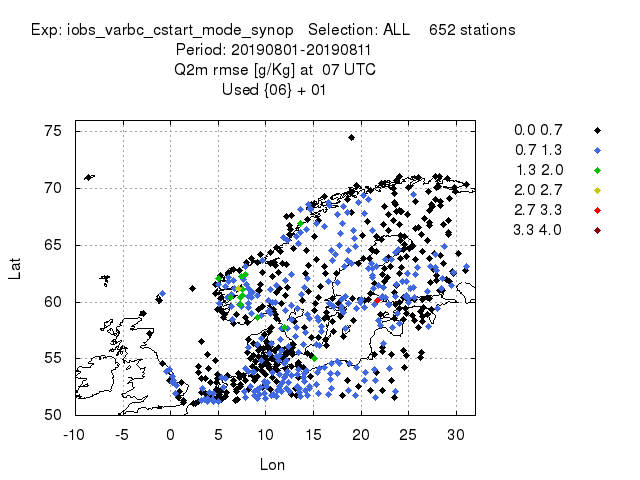 Exp: iobs_varbc_cstart_mode_synop   Selection: ALL    652 stations
Period: 20190801-20190811
Q2m rmse [g/Kg] at  07 UTC
Used {06} + 01
0.0 0.7
0.7 1.3
1.3 2.0
2.0 2.7
2.7 3.3
3.3 4.0
75
70
65
60
55
50
Lat
-10 -5 0 5 10 15 20 25 30
Lon